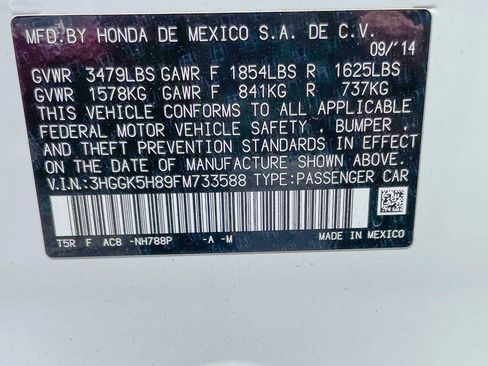 MFD.BY HONDA DE MEXICO S.A. DE C.V.
09/'14
GVWR 3479LBS GAWR F 1854LBS R 1625LBS
GVWR 1578KG GAWR F 841KG R 737KG
THIS VEHICLE CONFORMS TO ALL APPLICABLE
FEDERAL MOTOR VEHICLE SAFETY , BUMPER ,
AND THEFT PREVENTION STANDARDS IN EFFECT
ON THE DATE OF MANUFACTURE SHOWN ABOVE.
V.I.N.:3HGGK5H89FM733588 TYPE:PASSENGER CAR
T5R F AC8 -NH788P -A -M MADE IN MEXICO